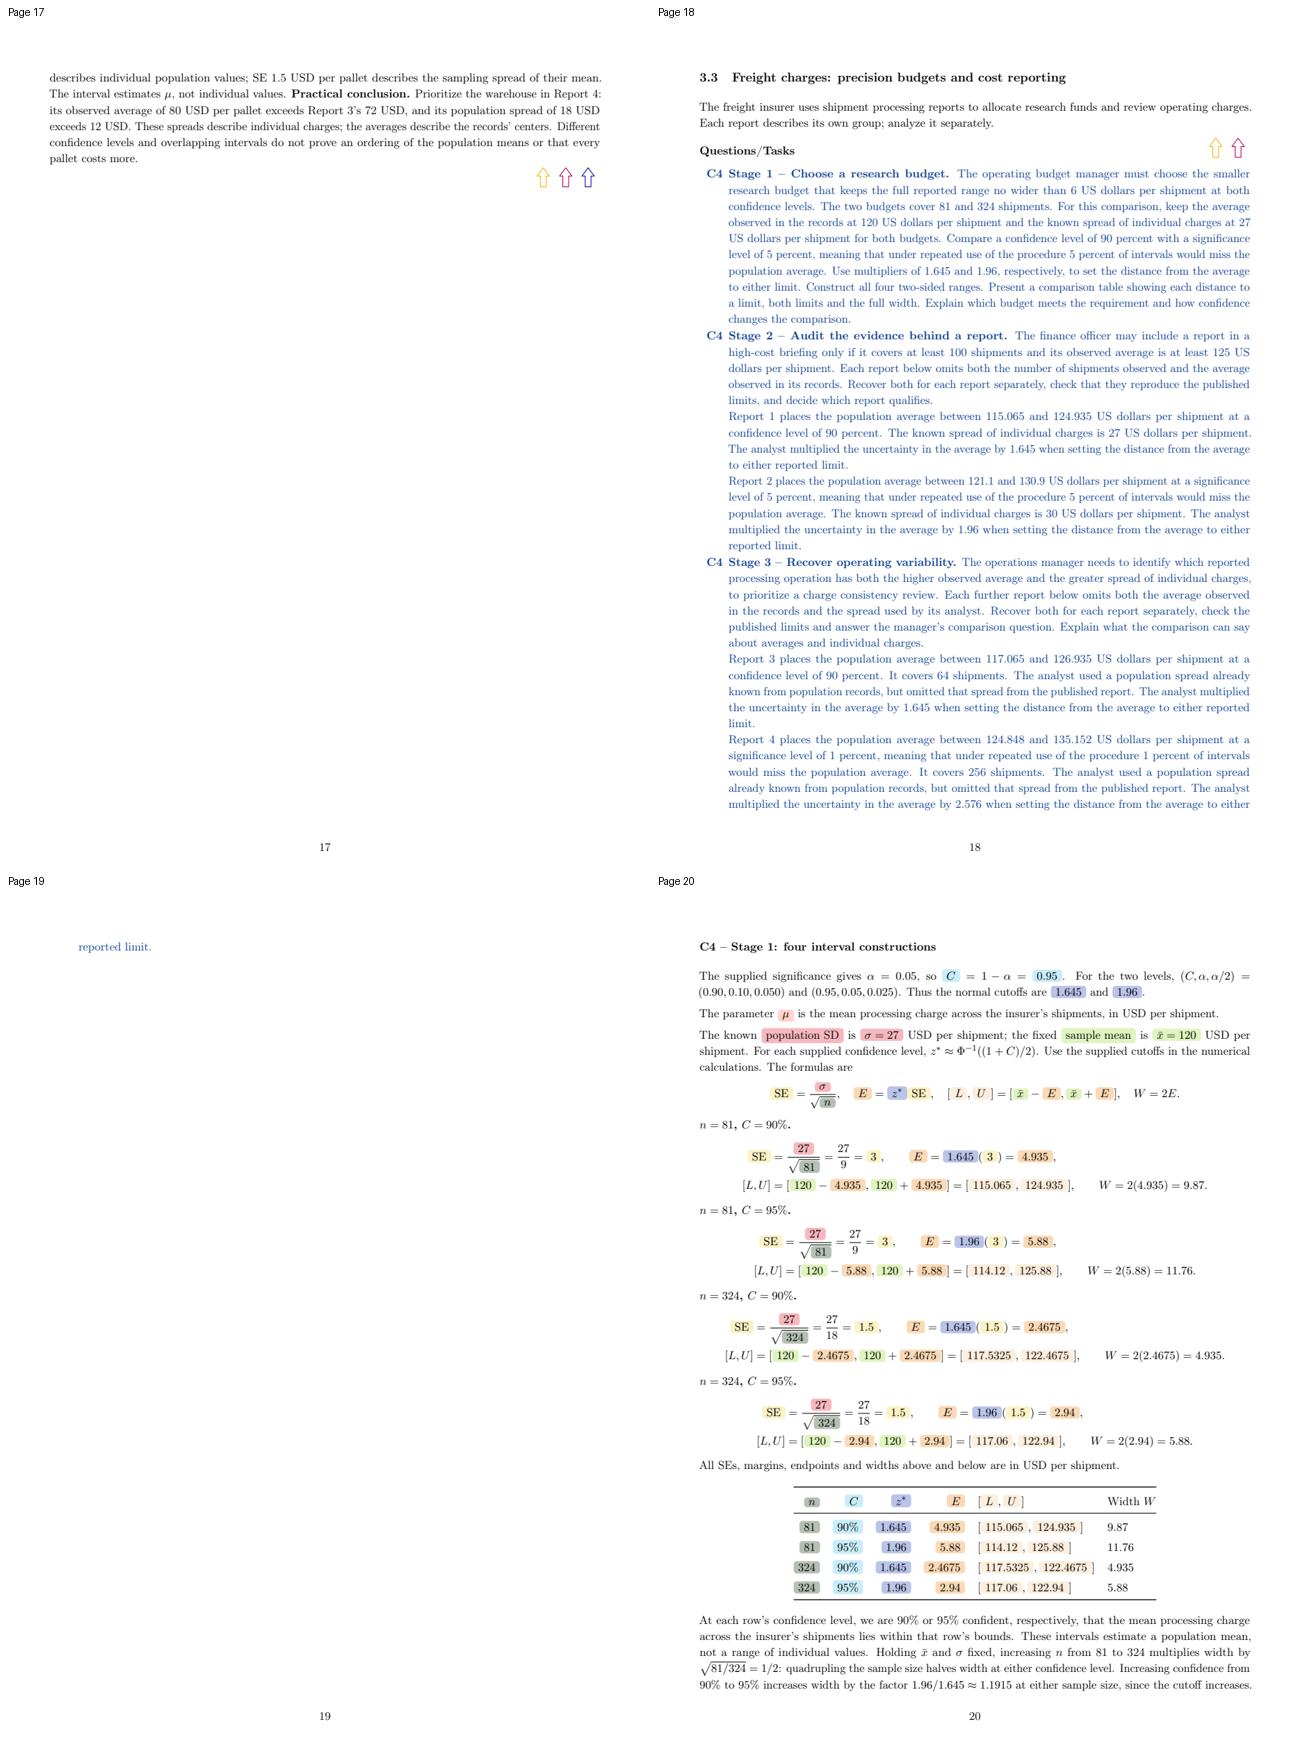 Page 17
describes individual population values; SE 1.5 USD per pallet describes the sampling spread of their mean.
The interval estimates μ, not individual values. Practical conclusion. Prioritize the warehouse in Report 4:
its observed average of 80 USD per pallet exceeds Report 3's 72 USD, and its population spread of 18 USD
exceeds 12 USD. These spreads describe individual charges; the averages describe the records' centers. Different
confidence levels and overlapping intervals do not prove an ordering of the population means or that every
pallet costs more.
17
Page 18
3.3 Freight charges: precision budgets and cost reporting
The freight insurer uses shipment processing reports to allocate research funds and review operating charges.
Each report describes its own group; analyze it separately.
Questions/Tasks
C4 Stage 1 – Choose a research budget. The operating budget manager must choose the smaller
research budget that keeps the full reported range no wider than 6 US dollars per shipment at both
confidence levels. The two budgets cover 81 and 324 shipments. For this comparison, keep the average
observed in the records at 120 US dollars per shipment and the known spread of individual charges at 27
US dollars per shipment for both budgets. Compare a confidence level of 90 percent with a significance
level of 5 percent, meaning that under repeated use of the procedure 5 percent of intervals would miss the
population average. Use multipliers of 1.645 and 1.96, respectively, to set the distance from the average
to either limit. Construct all four two-sided ranges. Present a comparison table showing each distance to
a limit, both limits and the full width. Explain which budget meets the requirement and how confidence
changes the comparison.
C4 Stage 2 – Audit the evidence behind a report. The finance officer may include a report in a
high-cost briefing only if it covers at least 100 shipments and its observed average is at least 125 US
dollars per shipment. Each report below omits both the number of shipments observed and the average
observed in its records. Recover both for each report separately, check that they reproduce the published
limits, and decide which report qualifies.
Report 1 places the population average between 115.065 and 124.935 US dollars per shipment at a
confidence level of 90 percent. The known spread of individual charges is 27 US dollars per shipment.
The analyst multiplied the uncertainty in the average by 1.645 when setting the distance from the average
to either reported limit.
Report 2 places the population average between 121.1 and 130.9 US dollars per shipment at a significance
level of 5 percent, meaning that under repeated use of the procedure 5 percent of intervals would miss the
population average. The known spread of individual charges is 30 US dollars per shipment. The analyst
multiplied the uncertainty in the average by 1.96 when setting the distance from the average to either
reported limit.
C4 Stage 3 – Recover operating variability. The operations manager needs to identify which reported
processing operation has both the higher observed average and the greater spread of individual charges,
to prioritize a charge consistency review. Each further report below omits both the average observed
in the records and the spread used by its analyst. Recover both for each report separately, check the
published limits and answer the manager's comparison question. Explain what the comparison can say
about averages and individual charges.
Report 3 places the population average between 117.065 and 126.935 US dollars per shipment at a
confidence level of 90 percent. It covers 64 shipments. The analyst used a population spread already
known from population records, but omitted that spread from the published report. The analyst multiplied
the uncertainty in the average by 1.645 when setting the distance from the average to either reported
limit.
Report 4 places the population average between 124.848 and 135.152 US dollars per shipment at a
significance level of 1 percent, meaning that under repeated use of the procedure 1 percent of intervals
would miss the population average. It covers 256 shipments. The analyst used a population spread
already known from population records, but omitted that spread from the published report. The analyst
multiplied the uncertainty in the average by 2.576 when setting the distance from the average to either
18
Page 19
reported limit.
19
Page 20
C4 – Stage 1: four interval constructions
The supplied significance gives α = 0.05, so C = 1 − α = 0.95. For the two levels, (C, α, α/2) =
(0.90, 0.10, 0.050) and (0.95, 0.05, 0.025). Thus the normal cutoffs are 1.645 and 1.96.
The parameter μ is the mean processing charge across the insurer's shipments, in USD per shipment.
The known population SD is σ = 27 USD per shipment; the fixed sample mean is x̄ = 120 USD per
shipment. For each supplied confidence level, z* ≈ Φ⁻¹((1 + C)/2). Use the supplied cutoffs in the numerical
calculations. The formulas are
SE = σ/√n, E = z* SE, [L, U] = [x̄ − E, x̄ + E], W = 2E.
n = 81, C = 90%.
SE = 27/√81 = 27/9 = 3, E = 1.645(3) = 4.935,
[L, U] = [120 − 4.935, 120 + 4.935] = [115.065, 124.935], W = 2(4.935) = 9.87.
n = 81, C = 95%.
SE = 27/√81 = 27/9 = 3, E = 1.96(3) = 5.88,
[L, U] = [120 − 5.88, 120 + 5.88] = [114.12, 125.88], W = 2(5.88) = 11.76.
n = 324, C = 90%.
SE = 27/√324 = 27/18 = 1.5, E = 1.645(1.5) = 2.4675,
[L, U] = [120 − 2.4675, 120 + 2.4675] = [117.5325, 122.4675], W = 2(2.4675) = 4.935.
n = 324, C = 95%.
SE = 27/√324 = 27/18 = 1.5, E = 1.96(1.5) = 2.94,
[L, U] = [120 − 2.94, 120 + 2.94] = [117.06, 122.94], W = 2(2.94) = 5.88.
All SEs, margins, endpoints and widths above and below are in USD per shipment.
n C z* E [L, U] Width W
81 90% 1.645 4.935 [115.065, 124.935] 9.87
81 95% 1.96 5.88 [114.12, 125.88] 11.76
324 90% 1.645 2.4675 [117.5325, 122.4675] 4.935
324 95% 1.96 2.94 [117.06, 122.94] 5.88
At each row's confidence level, we are 90% or 95% confident, respectively, that the mean processing charge
across the insurer's shipments lies within that row's bounds. These intervals estimate a population mean,
not a range of individual values. Holding x̄ and σ fixed, increasing n from 81 to 324 multiplies width by
√81/324 = 1/2: quadrupling the sample size halves width at either confidence level. Increasing confidence from
90% to 95% increases width by the factor 1.96/1.645 ≈ 1.1915 at either sample size, since the cutoff increases.
20